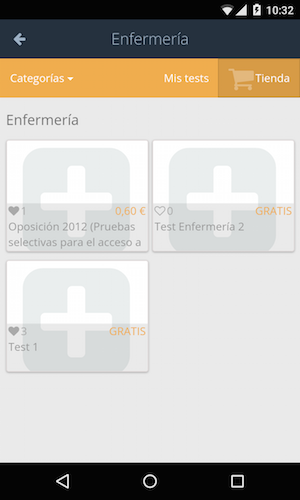 10:32
Enfermería
Categorías
Mis tests
Tienda
Enfermería
1
0,60 €
Oposición 2012 (Pruebas
selectivas para el acceso a
0
GRATIS
Test Enfermería 2
3
GRATIS
Test 1